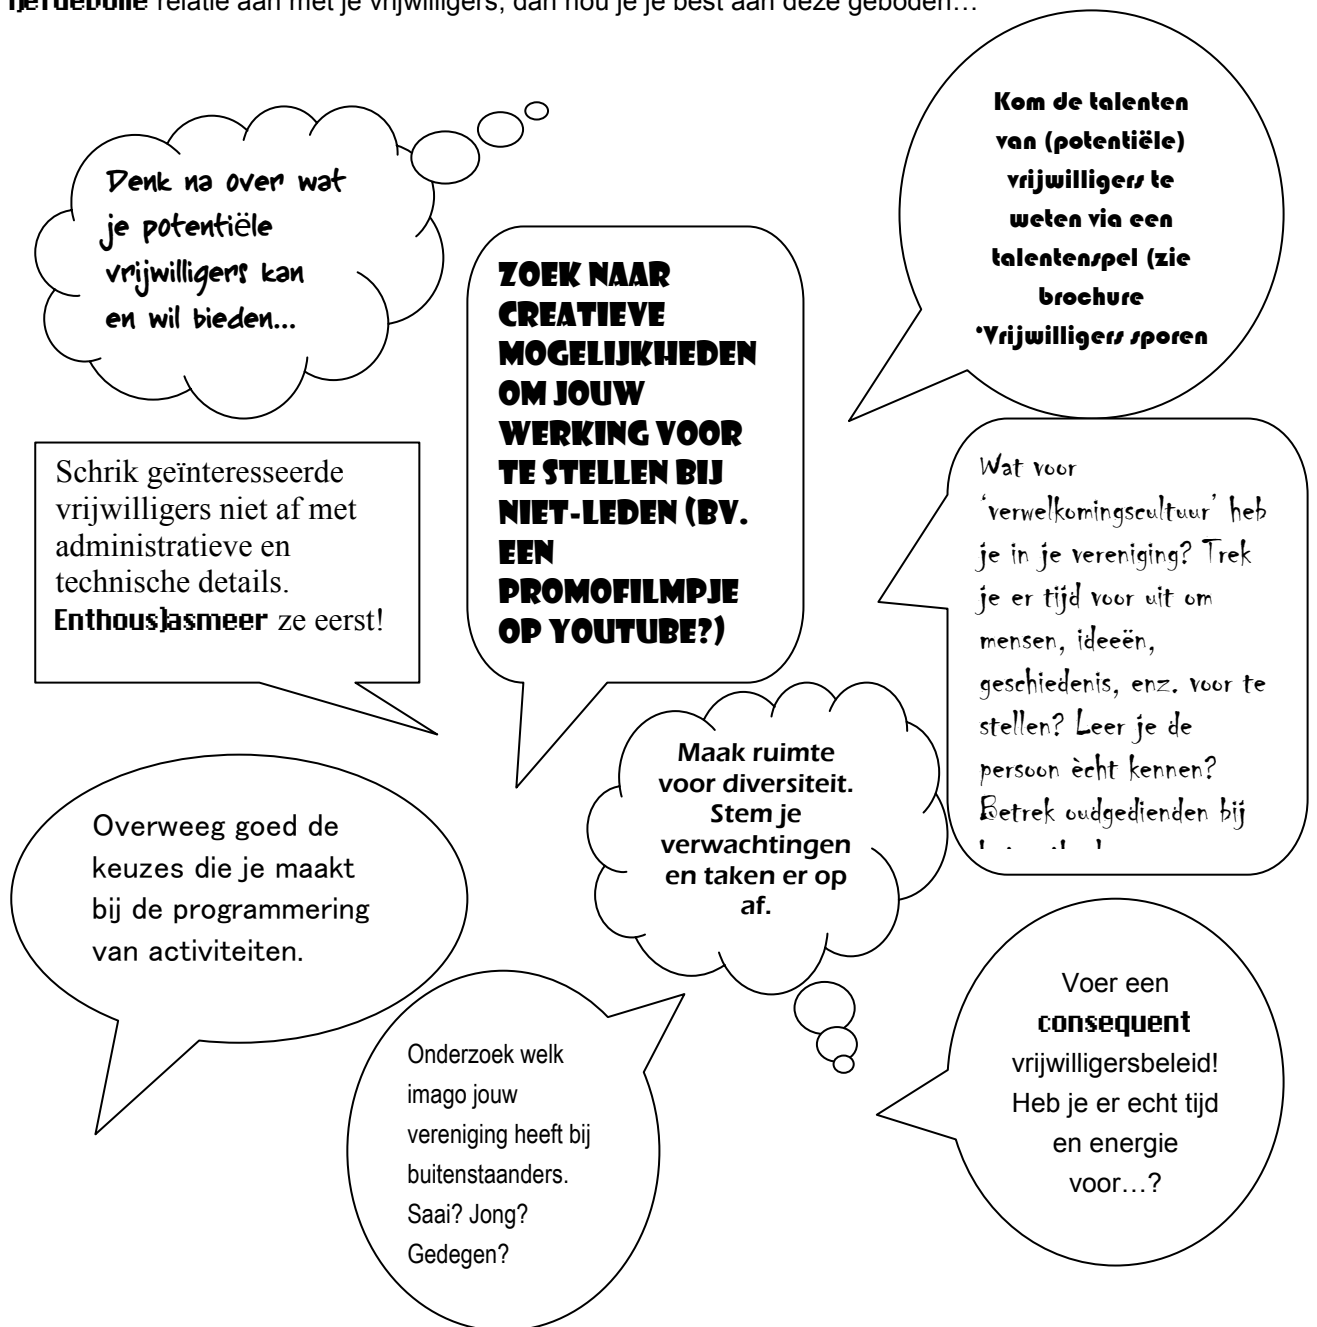 liefdevolle relatie aan met je vrijwilligers, dan hou je je best aan deze geboden…
Denk na over wat
je potentiële
vrijwilligers kan
en wil bieden...
ZOEK NAAR
CREATIEVE
MOGELIJKHEDEN
OM JOUW
WERKING VOOR
TE STELLEN BIJ
NIET-LEDEN (BV.
EEN
PROMOFILMPJE
OP YOUTUBE?)
Kom de talenten
van (potentiële)
vrijwilligers te
weten via een
talentenspel (zie
brochure
‘Vrijwilligers sporen
Schrik geïnteresseerde
vrijwilligers niet af met
administratieve en
technische details.
Enthousiasmeer ze eerst!
Wat voor
‘verwelkomingscultuur’ heb
je in je vereniging? Trek
je er tijd voor uit om
mensen, ideeën,
geschiedenis, enz. voor te
stellen? Leer je de
persoon ècht kennen?
Betrek oudgedienden bij
Maak ruimte
voor diversiteit.
Stem je
verwachtingen
en taken er op
af.
Overweeg goed de
keuzes die je maakt
bij de programmering
van activiteiten.
Onderzoek welk
imago jouw
vereniging heeft bij
buitenstaanders.
Saai? Jong?
Gedegen?
Voer een
consequent
vrijwilligersbeleid!
Heb je er echt tijd
en energie
voor…?